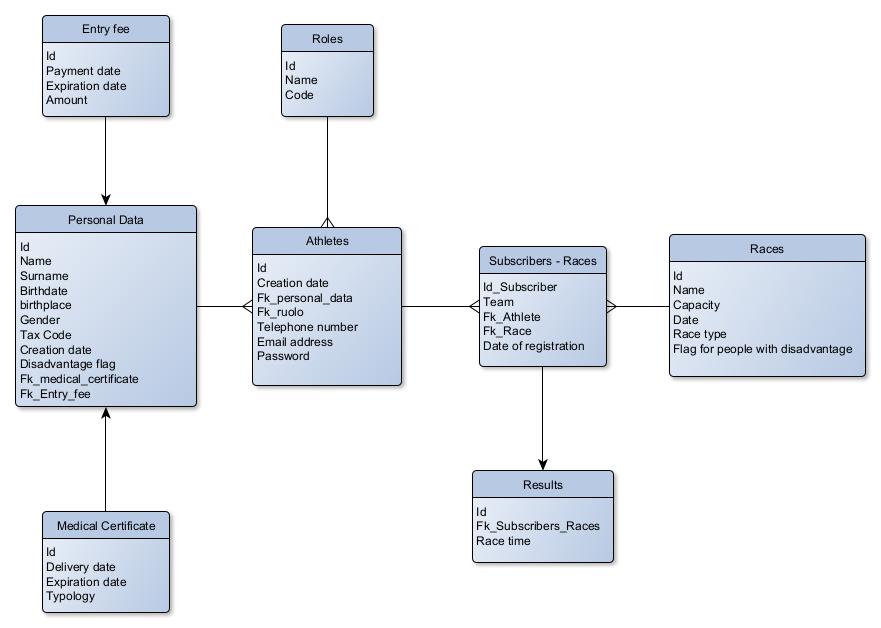 Entry fee
Id
Payment date
Expiration date
Amount
Roles
Id
Name
Code
Personal Data
Id
Name
Surname
Birthdate
birthplace
Gender
Tax Code
Creation date
Disadvantage flag
Fk_medical_certificate
Fk_Entry_fee
Athletes
Id
Creation date
Fk_personal_data
Fk_ruolo
Telephone number
Email address
Password
Subscribers - Races
Id_Subscriber
Team
Fk_Athlete
Fk_Race
Date of registration
Races
Id
Name
Capacity
Date
Race type
Flag for people with disadvantage
Results
Id
Fk_Subscribers_Races
Race time
Medical Certificate
Id
Delivery date
Expiration date
Typology